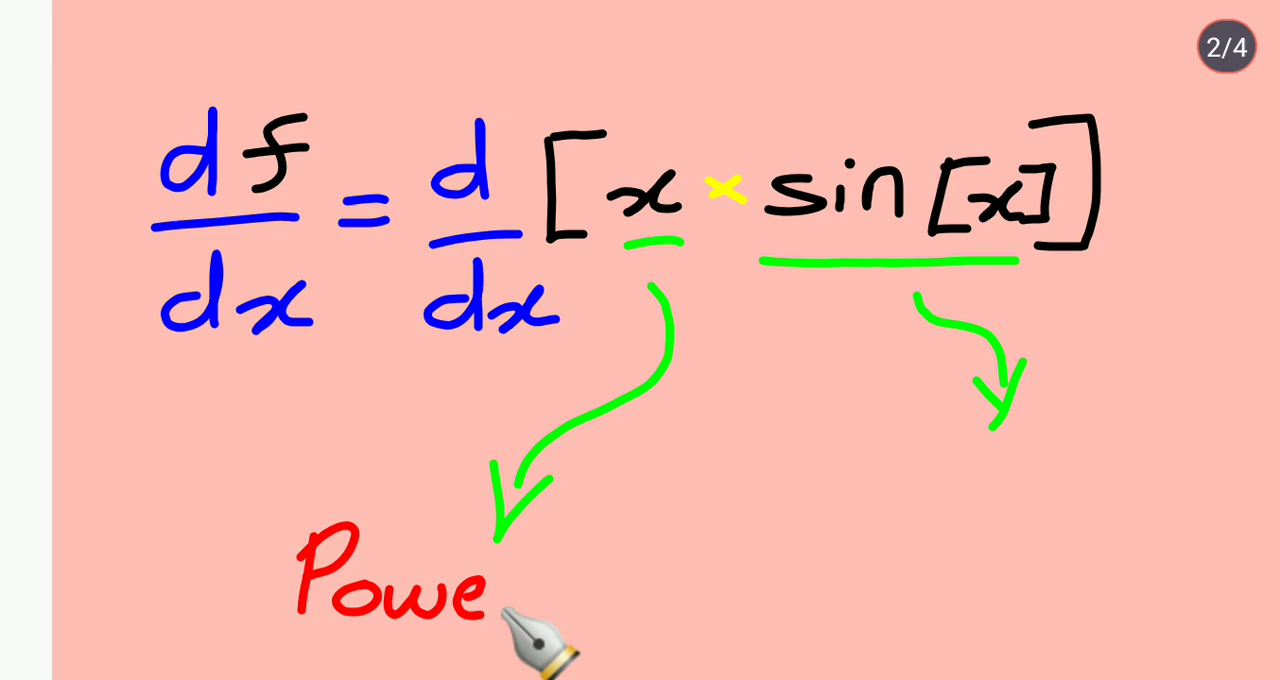 2/4
df/dx = d/dx [x × sin[x]]
Powe